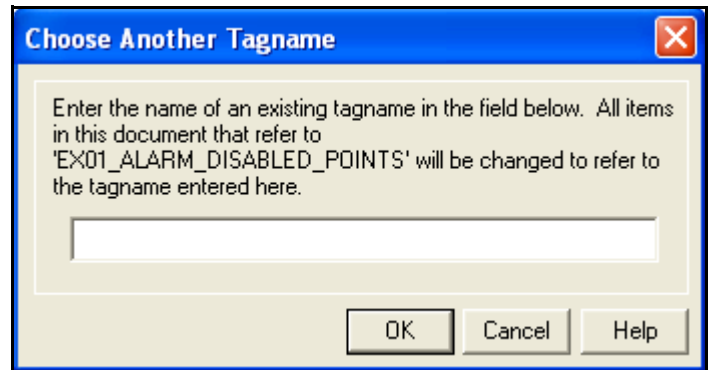 Choose Another Tagname
Enter the name of an existing tagname in the field below.  All items
in this document that refer to
'EX01_ALARM_DISABLED_POINTS' will be changed to refer to
the tagname entered here.
OK Cancel Help